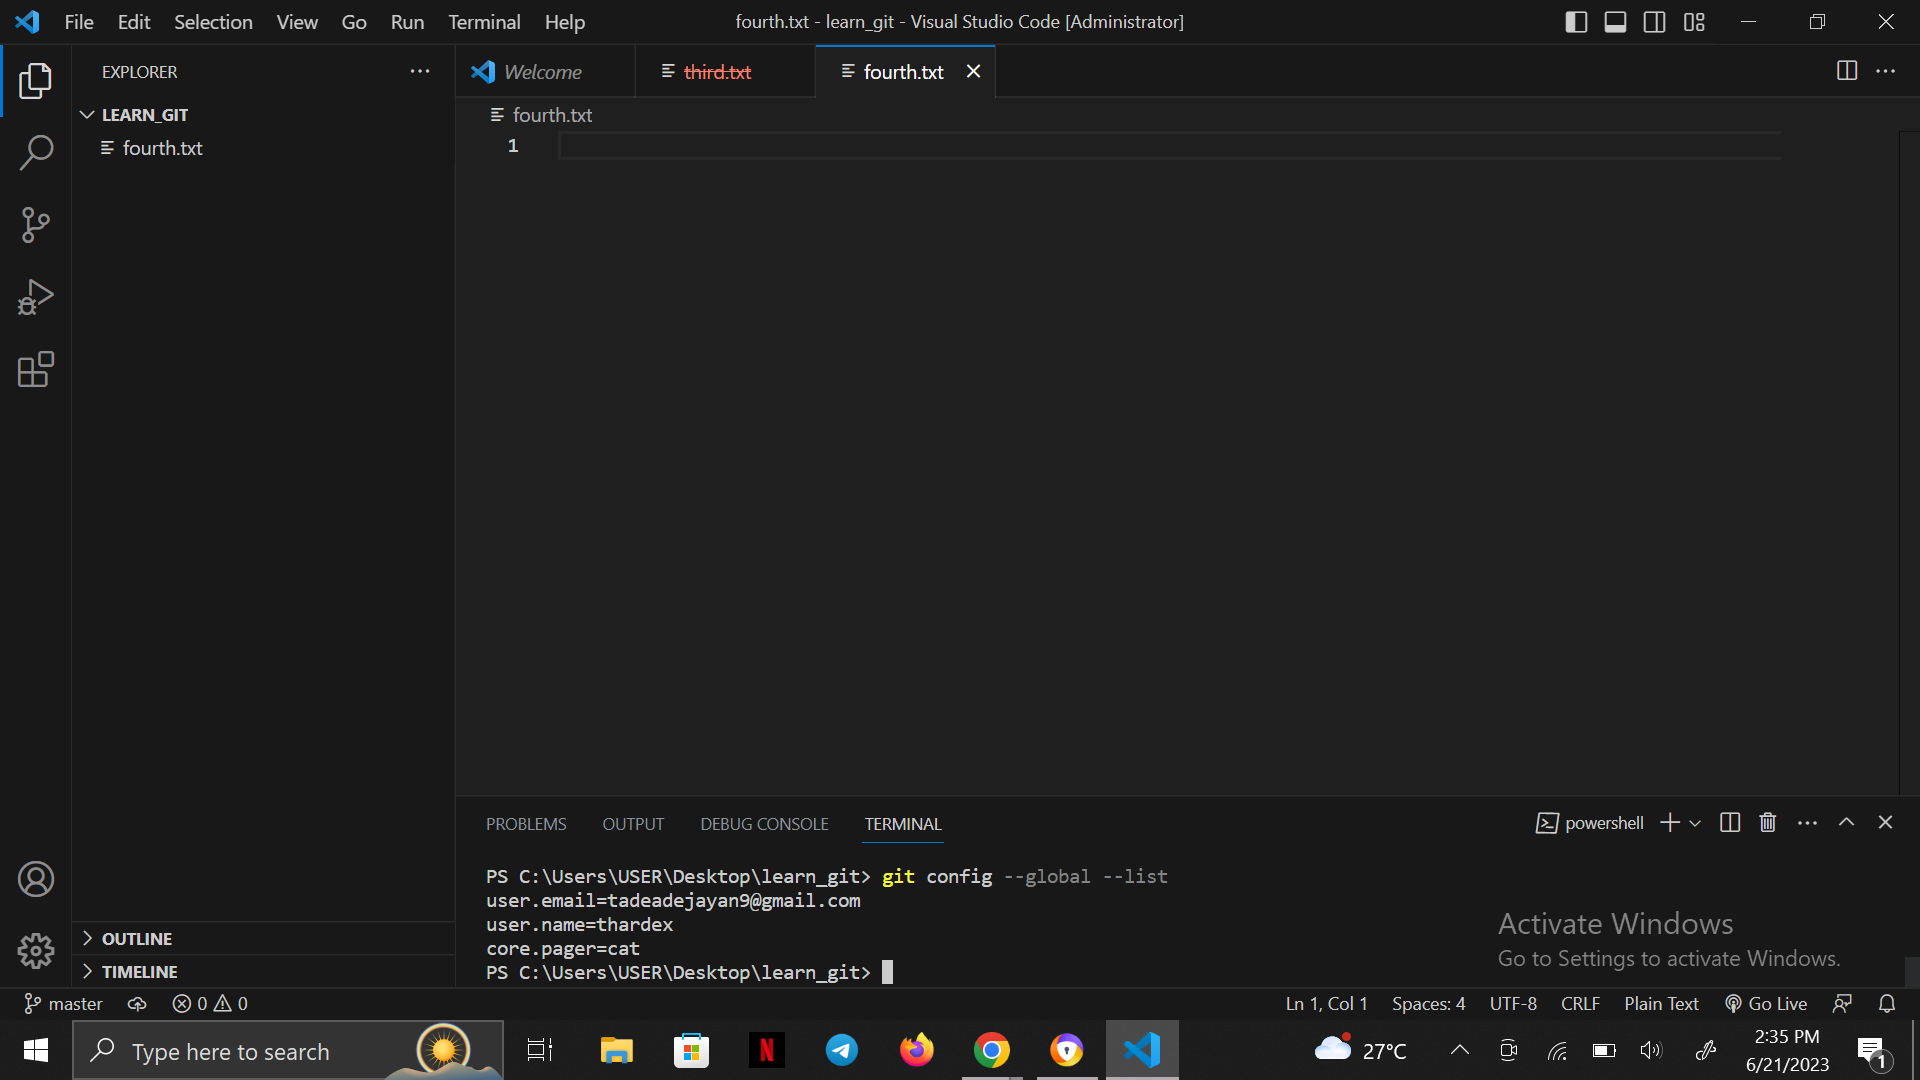 File Edit Selection View Go Run Terminal Help
fourth.txt - learn_git - Visual Studio Code [Administrator]
EXPLORER
Welcome
third.txt
fourth.txt
LEARN_GIT
fourth.txt
fourth.txt
1
PROBLEMS OUTPUT DEBUG CONSOLE TERMINAL
powershell
PS C:\Users\USER\Desktop\learn_git> git config --global --list
user.email=tadeadejayan9@gmail.com
user.name=thardex
core.pager=cat
PS C:\Users\USER\Desktop\learn_git>
Activate Windows
Go to Settings to activate Windows.
OUTLINE
TIMELINE
master 0 0 Ln 1, Col 1 Spaces: 4 UTF-8 CRLF Plain Text Go Live
Type here to search
N
27°C
2:35 PM
6/21/2023
1